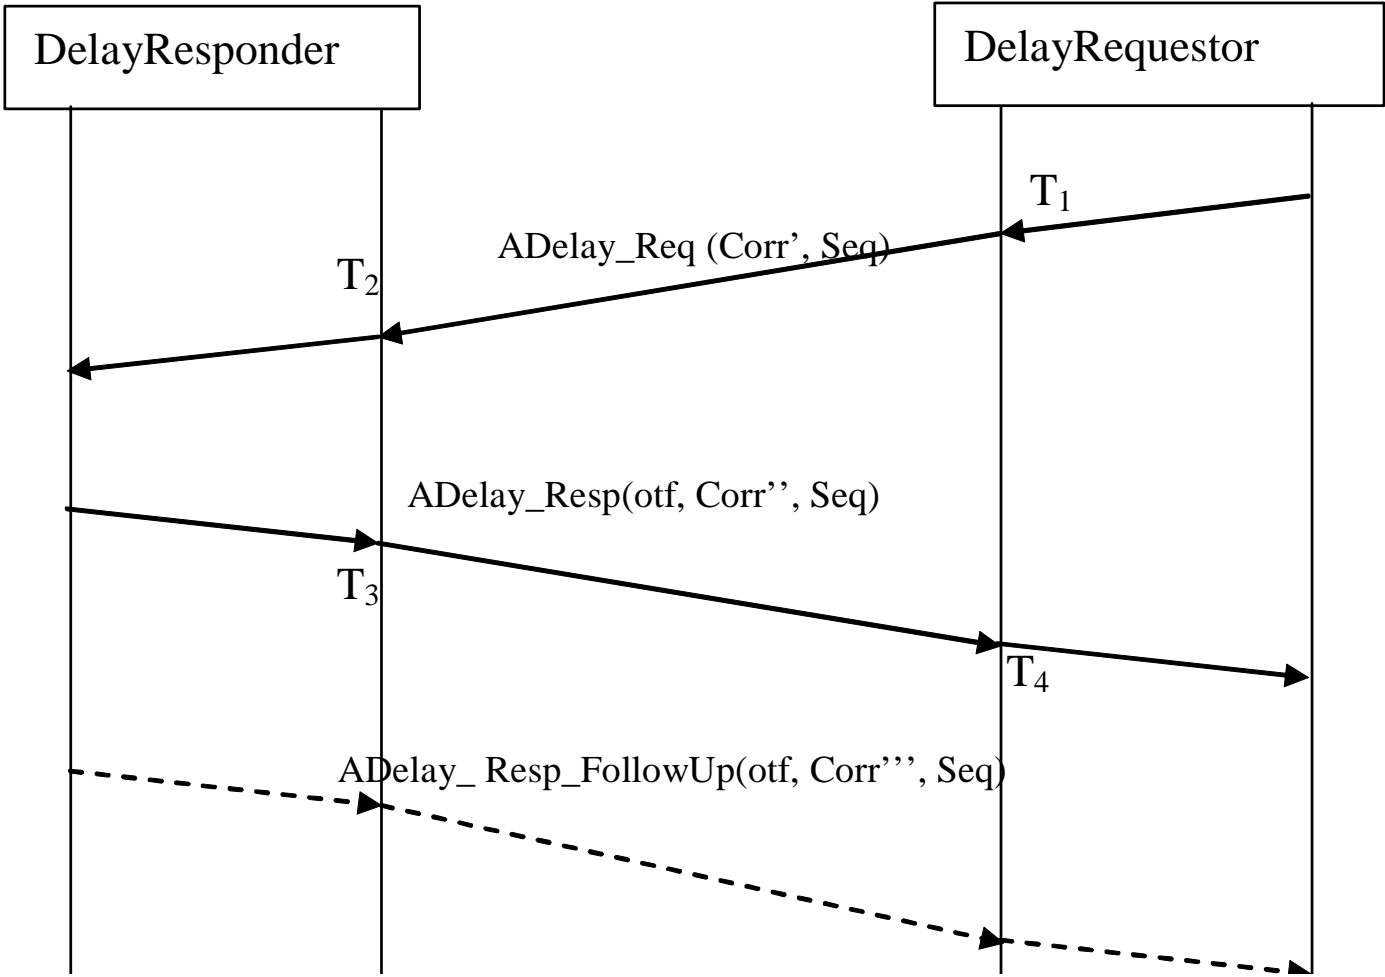 DelayResponder
DelayRequestor
T1
ADelay_Req (Corr', Seq)
T2
ADelay_Resp(otf, Corr’’, Seq)
T3
T4
ADelay_ Resp_FollowUp(otf, Corr’’’, Seq)